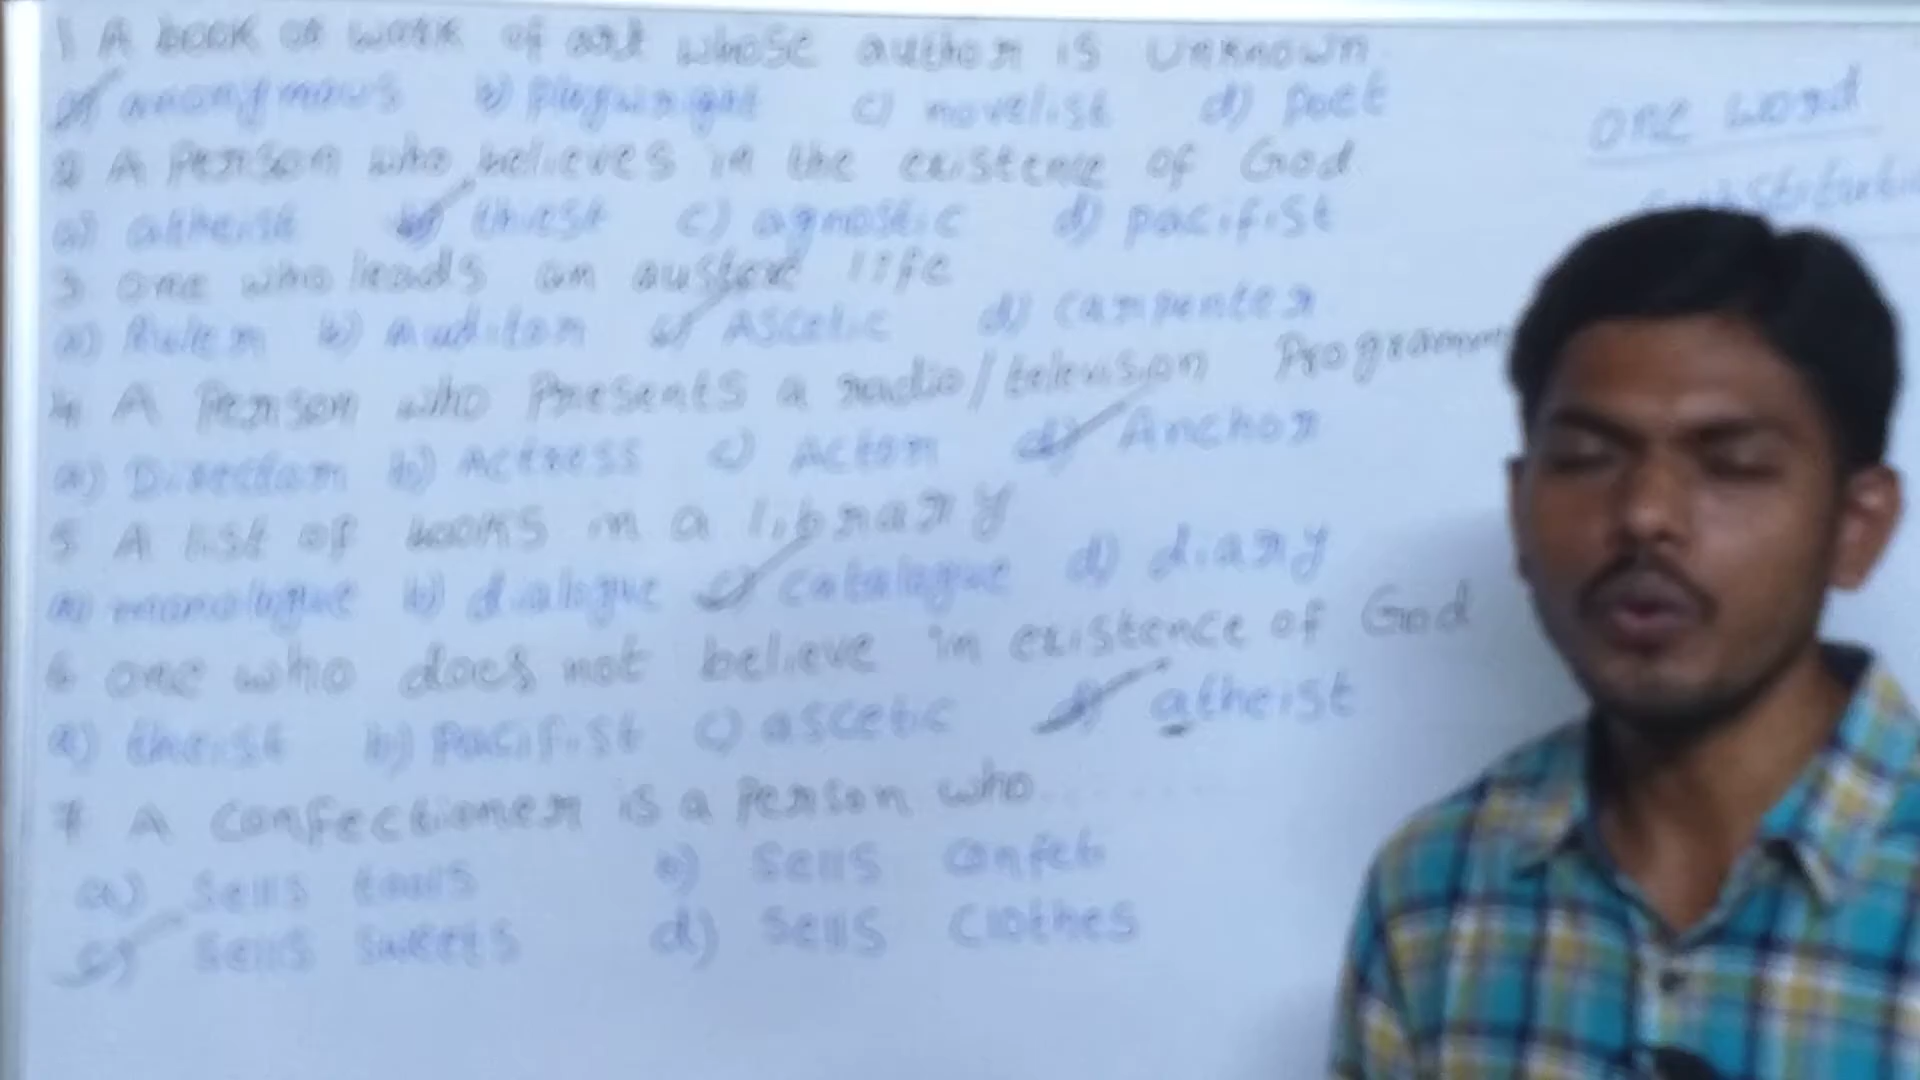 1 A book or work of art whose author is unknown.
a) anonymous b) playwright c) novelist d) poet
2 A Person who believes in the existence of God
a) atheist b) thiest c) agnostic d) pacifist
3 one who leads an austere life
a) Ruler b) Auditor c) Ascetic d) carpenter
4 A Person who Presents a radio/television Programm
a) Director b) Actress c) Actor d) Anchor
5 A list of books in a library
a) monologue b) dialogue c) catalogue d) diary
6 one who does not believe in existence of God
a) theist b) Pacifist c) ascetic d) atheist
7 A Confectioner is a Person who ........
a) sells b) sells
c) sells sweets d) sells clothes
one word